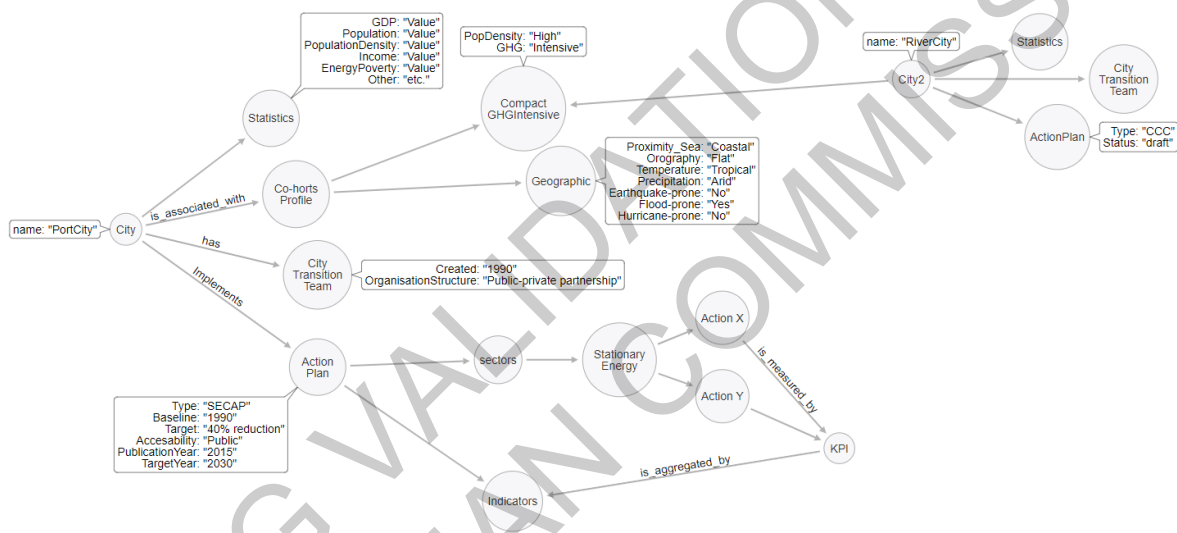 GDP: "Value"
Population: "Value"
PopulationDensity: "Value"
Income: "Value"
EnergyPoverty: "Value"
Other: "etc."
PopDensity: "High"
GHG: "Intensive"
name: "RiverCity"
Statistics
City2
City
Transition
Team
Compact
GHGIntensive
Statistics
ActionPlan
Type: "CCC"
Status: "draft"
Proximity_Sea: "Coastal"
Orography: "Flat"
Temperature: "Tropical"
Precipitation: "Arid"
Earthquake-prone: "No"
Flood-prone: "Yes"
Hurricane-prone: "No"
Geographic
Co-horts
Profile
is_associated_with
name: "PortCity"
City
has
City
Transition
Team
Created: "1990"
OrganisationStructure: "Public-private partnership"
Implements
Action X
Action
Plan
sectors
Stationary
Energy
is_measured_by
Action Y
Type: "SECAP"
Baseline: "1990"
Target: "40% reduction"
Accesability: "Public"
PublicationYear: "2015"
TargetYear: "2030"
KPI
is_aggregated_by
Indicators
G VALIDATION
AN COMMISS